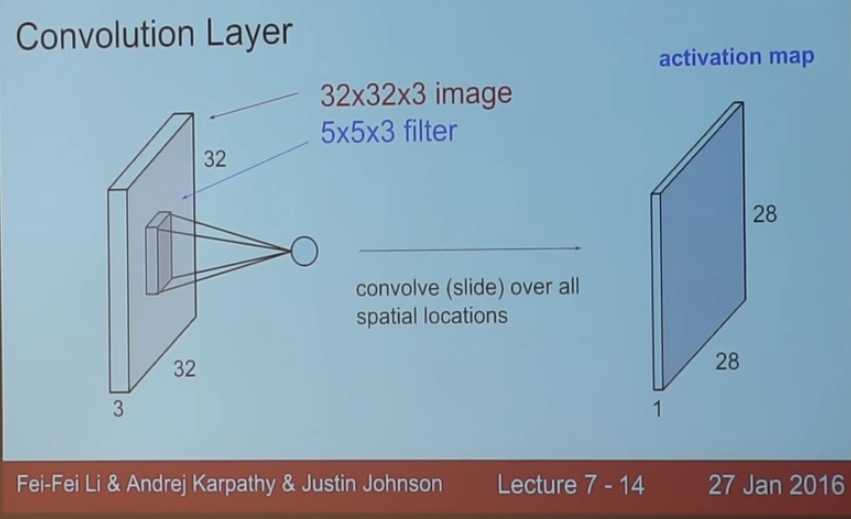 Convolution Layer
activation map
32x32x3 image
5x5x3 filter
32
28
convolve (slide) over all
spatial locations
32
28
3
1
Fei-Fei Li & Andrej Karpathy & Justin Johnson Lecture 7 - 14 27 Jan 2016